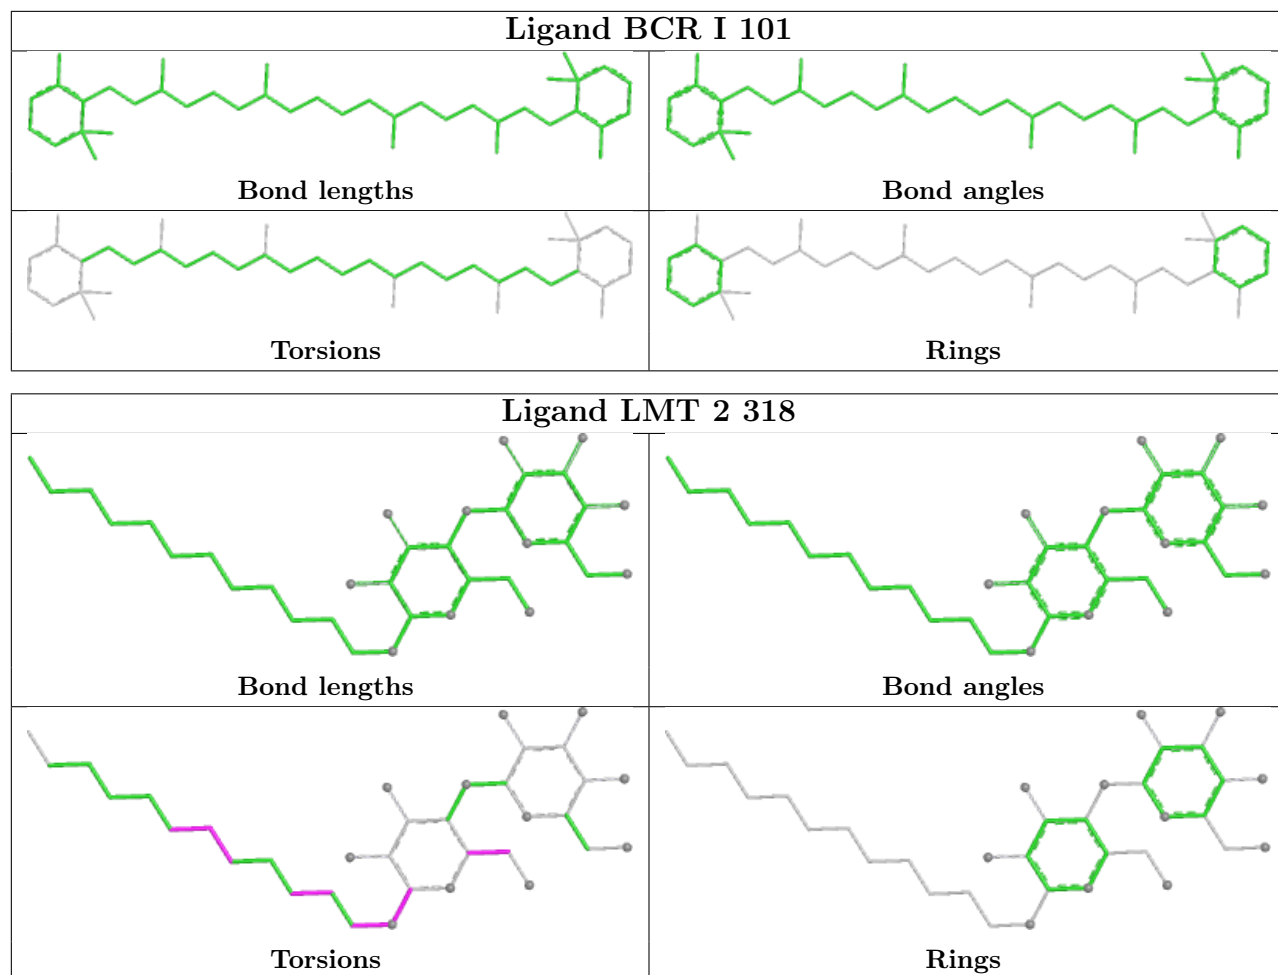 Ligand BCR I 101
Bond lengths
Bond angles
Torsions
Rings
Ligand LMT 2 318
Bond lengths
Bond angles
Torsions
Rings